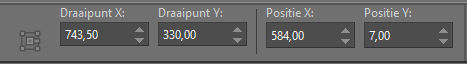 Draaipunt X: Draaipunt Y: Positie X: Positie Y:
743,50 330,00 584,00 7,00